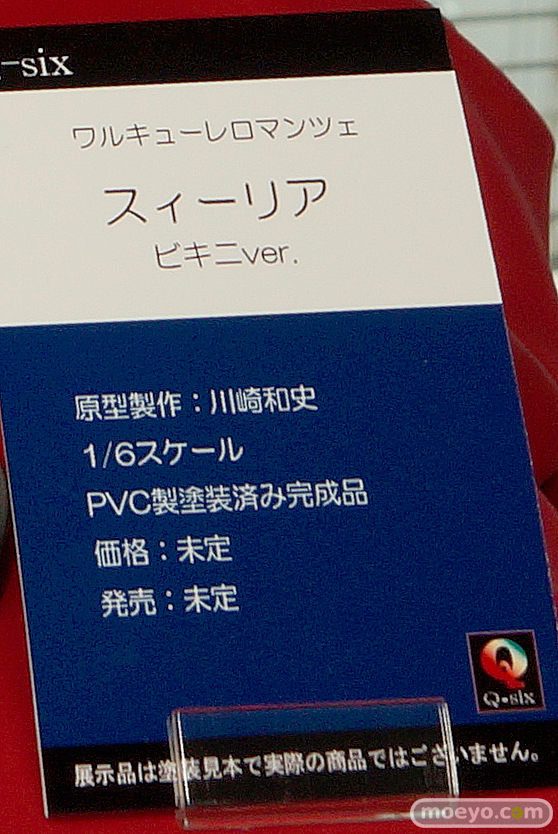 -six
ワルキューレロマンツェ
スィーリア
ビキニver.
原型製作：川崎和史
1/6スケール
PVC製塗装済み完成品
価格：未定
発売：未定
Q-six
展示品は塗装見本で実際の商品ではございません。
moeyo.com